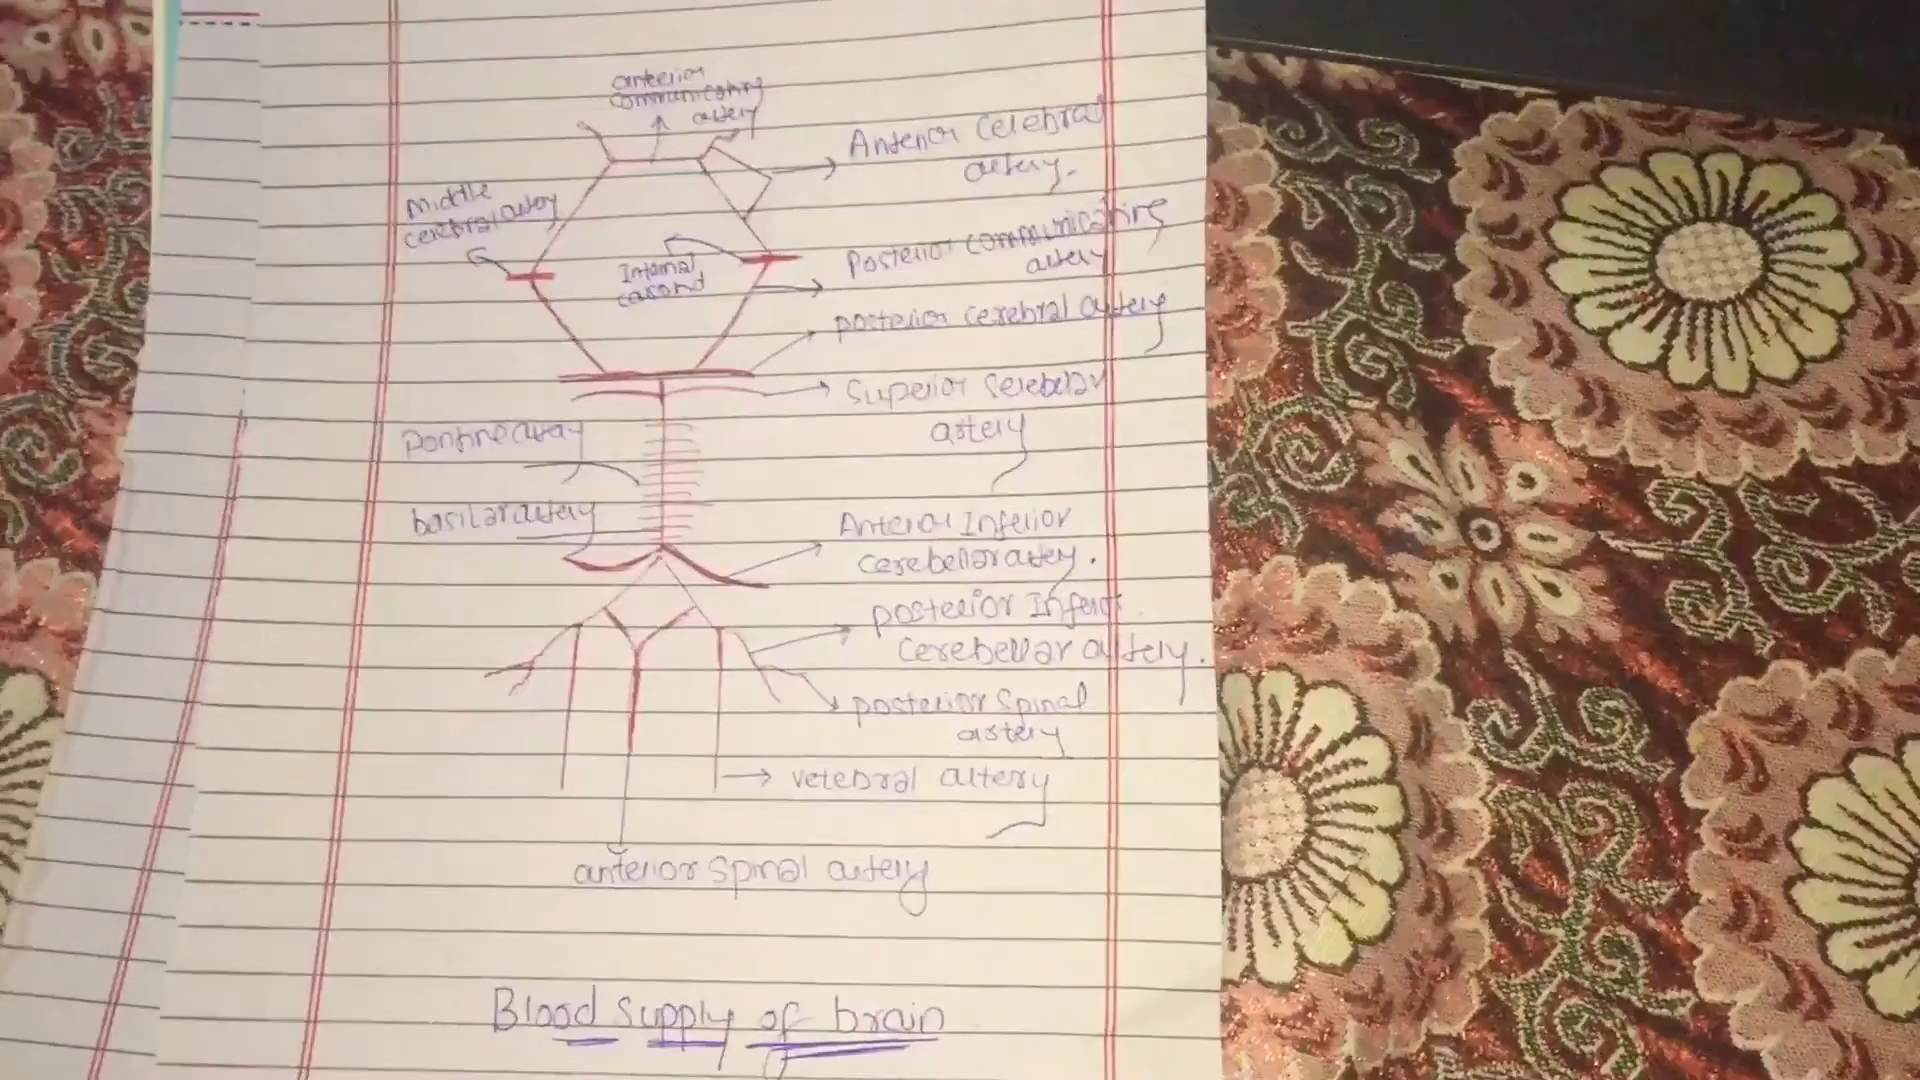 anterior
communicating
artery
Anterior cerebral
artery.
Middle
cerebral artery
Posterior communicating
artery
Internal
carotid
posterior cerebral artery
Superior Serebelar
artery
Pontine artery
basilar artery
Anterior Inferior
cerebellar artery.
posterior Inferior
cerebellar artery.
posterior spinal
artery
vetebral artery
anterior spinal artery
Blood supply of brain